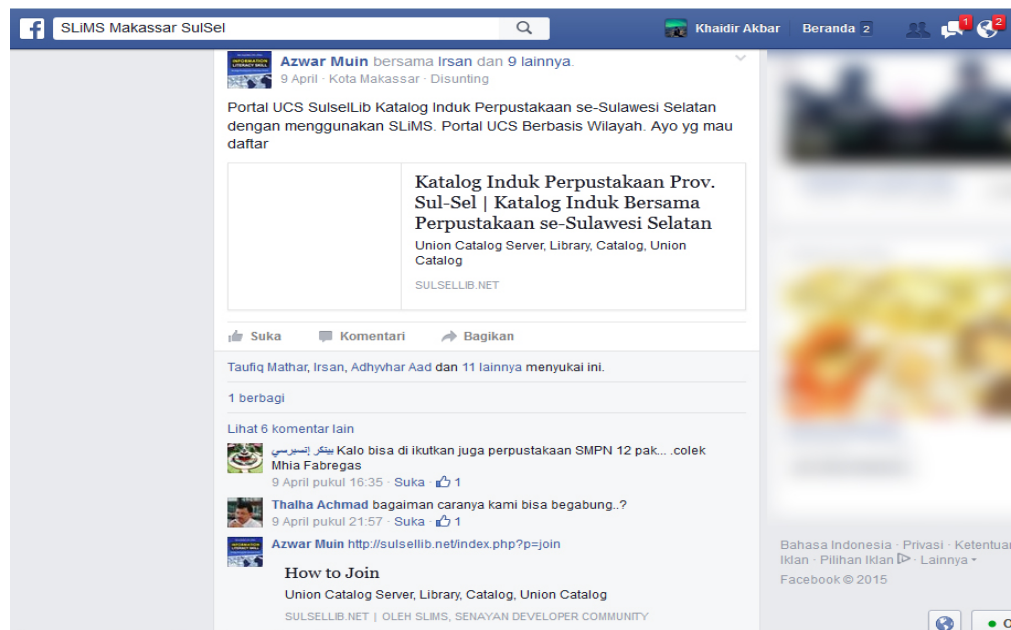 SLiMS Makassar SulSel
Khaidir Akbar Beranda 2
1 2
Azwar Muin bersama Irsan dan 9 lainnya.
9 April · Kota Makassar · Disunting
Portal UCS SulselLib Katalog Induk Perpustakaan se-Sulawesi Selatan
dengan menggunakan SLiMS. Portal UCS Berbasis Wilayah. Ayo yg mau
daftar
Katalog Induk Perpustakaan Prov.
Sul-Sel | Katalog Induk Bersama
Perpustakaan se-Sulawesi Selatan
Union Catalog Server, Library, Catalog, Union
Catalog
SULSELLIB.NET
Suka Komentari Bagikan
Taufiq Mathar, Irsan, Adhyvhar Aad dan 11 lainnya menyukai ini.
1 berbagi
Lihat 6 komentar lain
بينكر إتسيرسي Kalo bisa di ikutkan juga perpustakaan SMPN 12 pak... .colek
Mhia Fabregas
9 April pukul 16:35 · Suka · 1
Thalha Achmad bagaiman caranya kami bisa begabung..?
9 April pukul 21:57 · Suka · 1
Azwar Muin http://sulsellib.net/index.php?p=join
How to Join
Union Catalog Server, Library, Catalog, Union Catalog
SULSELLIB.NET | OLEH SLIMS, SENAYAN DEVELOPER COMMUNITY
Bahasa Indonesia · Privasi · Ketentuan
Iklan · Pilihan Iklan · Lainnya
Facebook © 2015